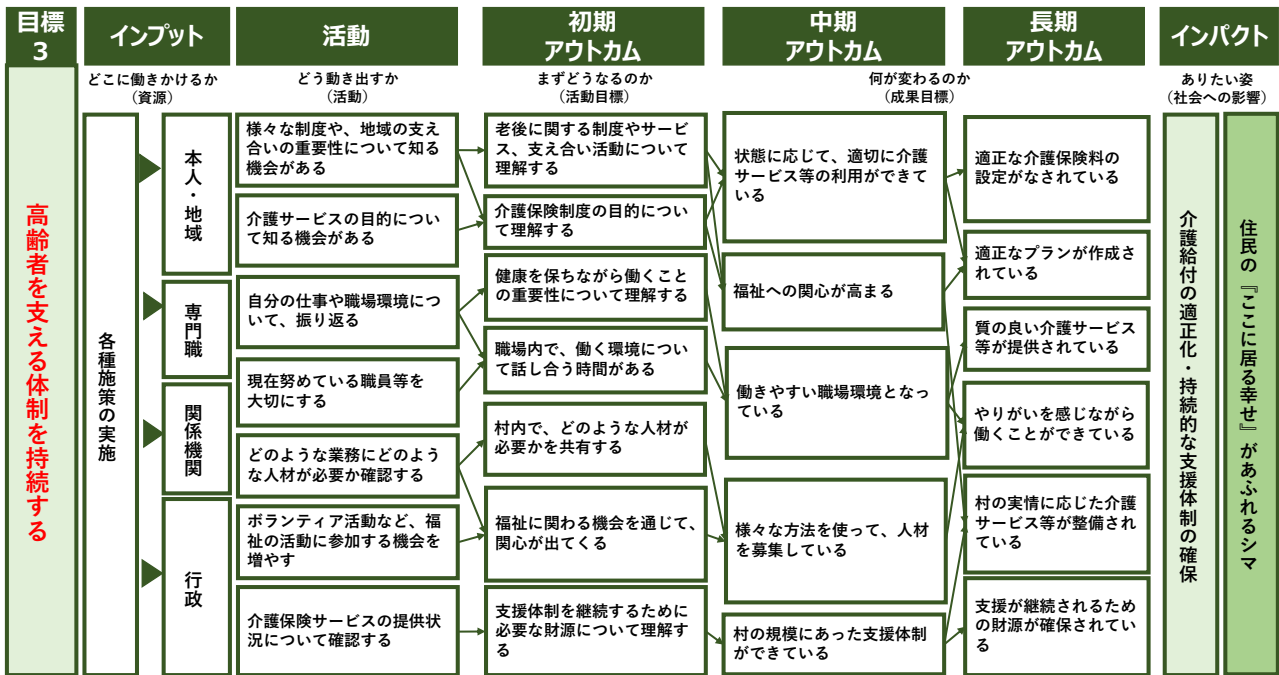 目標
3
インプット
活動
初期
アウトカム
中期
アウトカム
長期
アウトカム
インパクト
どこに働きかけるか
（資源）
どう動き出すか
（活動）
まずどうなるのか
（活動目標）
何が変わるのか
（成果目標）
ありたい姿
（社会への影響）
高齢者を支える体制を持続する
各種施策の実施
本人・地域
専門職
関係機関
行政
様々な制度や、地域の支え
合いの重要性について知る
機会がある
介護サービスの目的につい
て知る機会がある
自分の仕事や職場環境につ
いて、振り返る
現在努めている職員等を
大切にする
どのような業務にどのよう
な人材が必要か確認する
ボランティア活動など、福
祉の活動に参加する機会を
増やす
介護保険サービスの提供状
況について確認する
老後に関する制度やサービ
ス、支え合い活動について
理解する
介護保険制度の目的につい
て理解する
健康を保ちながら働くこと
の重要性について理解する
職場内で、働く環境につい
て話し合う時間がある
村内で、どのような人材が
必要かを共有する
福祉に関わる機会を通じて、
関心が出てくる
支援体制を継続するために
必要な財源について理解す
る
状態に応じて、適切に介護
サービス等の利用ができて
いる
福祉への関心が高まる
働きやすい職場環境となっ
ている
様々な方法を使って、人材
を募集している
村の規模にあった支援体制
ができている
適正な介護保険料の
設定がなされている
適正なプランが作成さ
れている
質の良い介護サービス
等が提供されている
やりがいを感じながら
働くことができている
村の実情に応じた介護
サービス等が整備され
ている
支援が継続されるため
の財源が確保されてい
る
介護給付の適正化・持続的な支援体制の確保
住民の『ここに居る幸せ』があふれるシマ